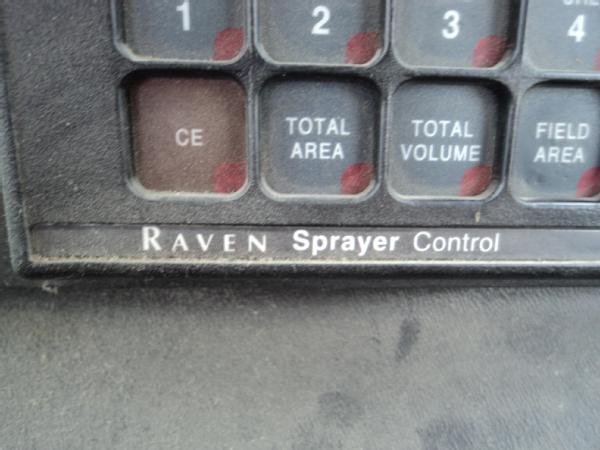 1 2 3 4
CE TOTAL AREA TOTAL VOLUME FIELD AREA
RAVEN Sprayer Control